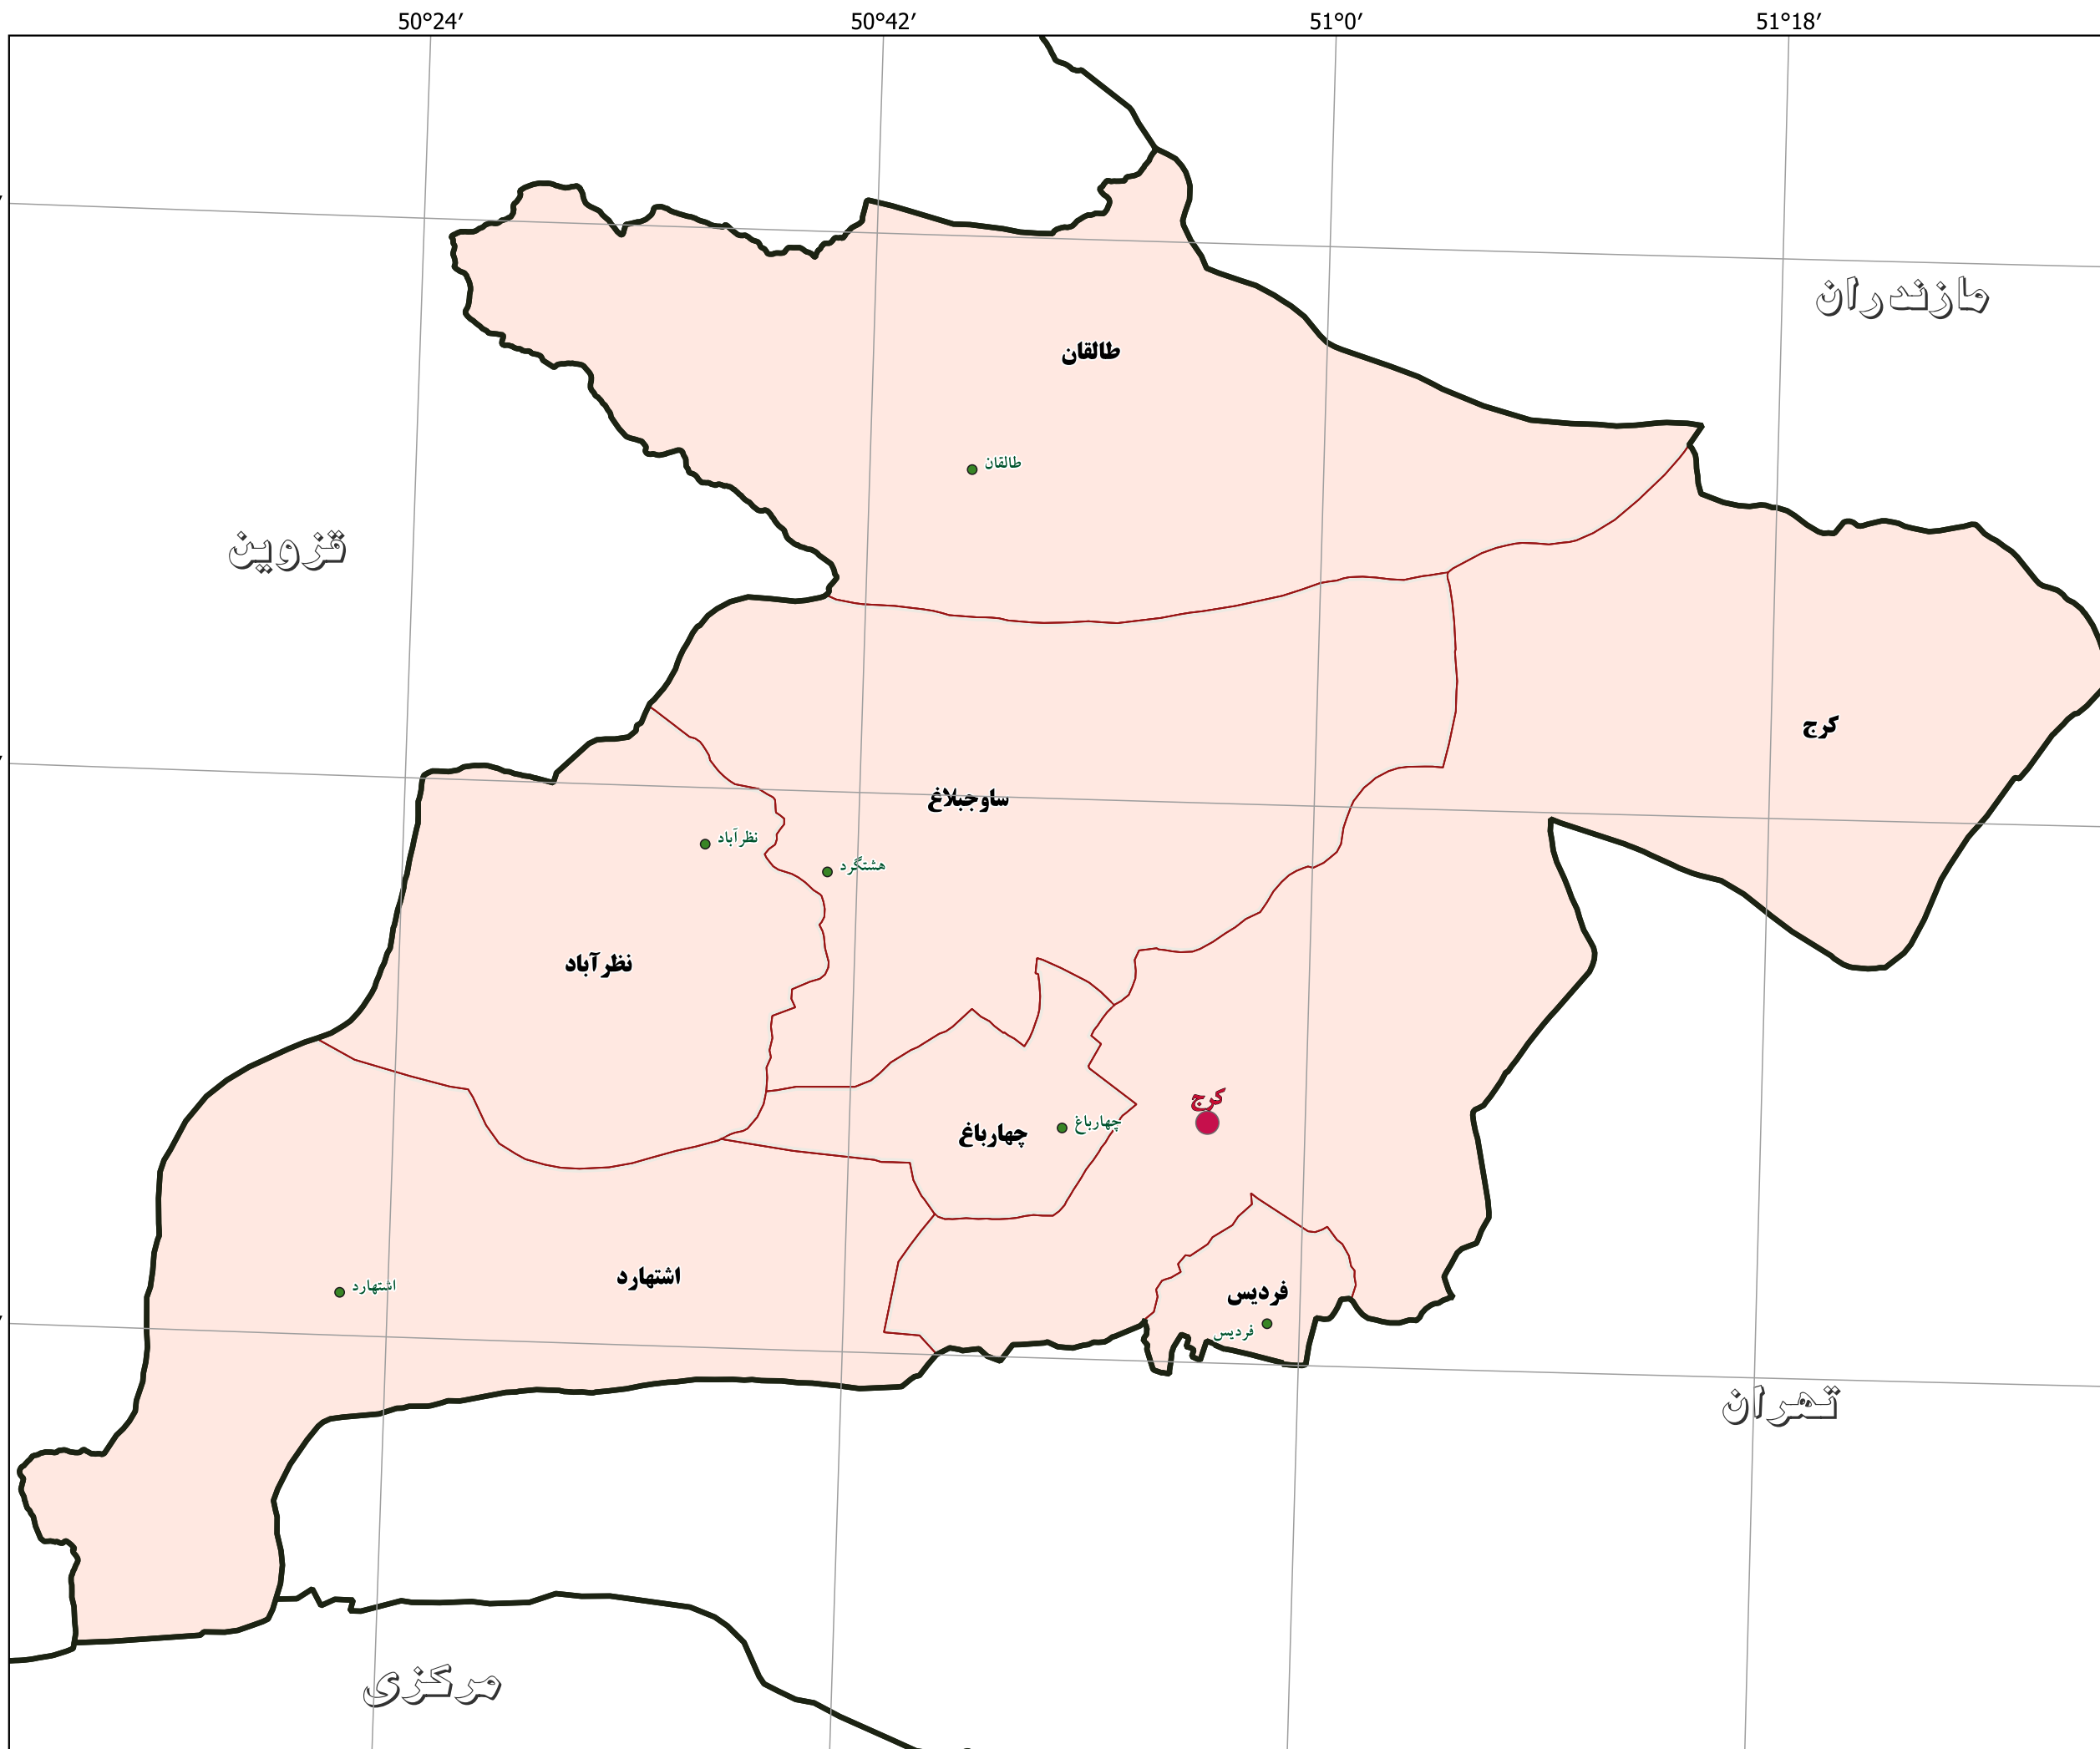 50°24′
50°42′
51°0′
51°18′
مازندران
طالقان
طالقان
قزوین
کرج
ساوجبلاغ
نظرآباد
هشتگرد
نظرآباد
کرج
چهارباغ
چهارباغ
اشتهارد
اشتهارد
فردیس
فردیس
تهران
مرکزی